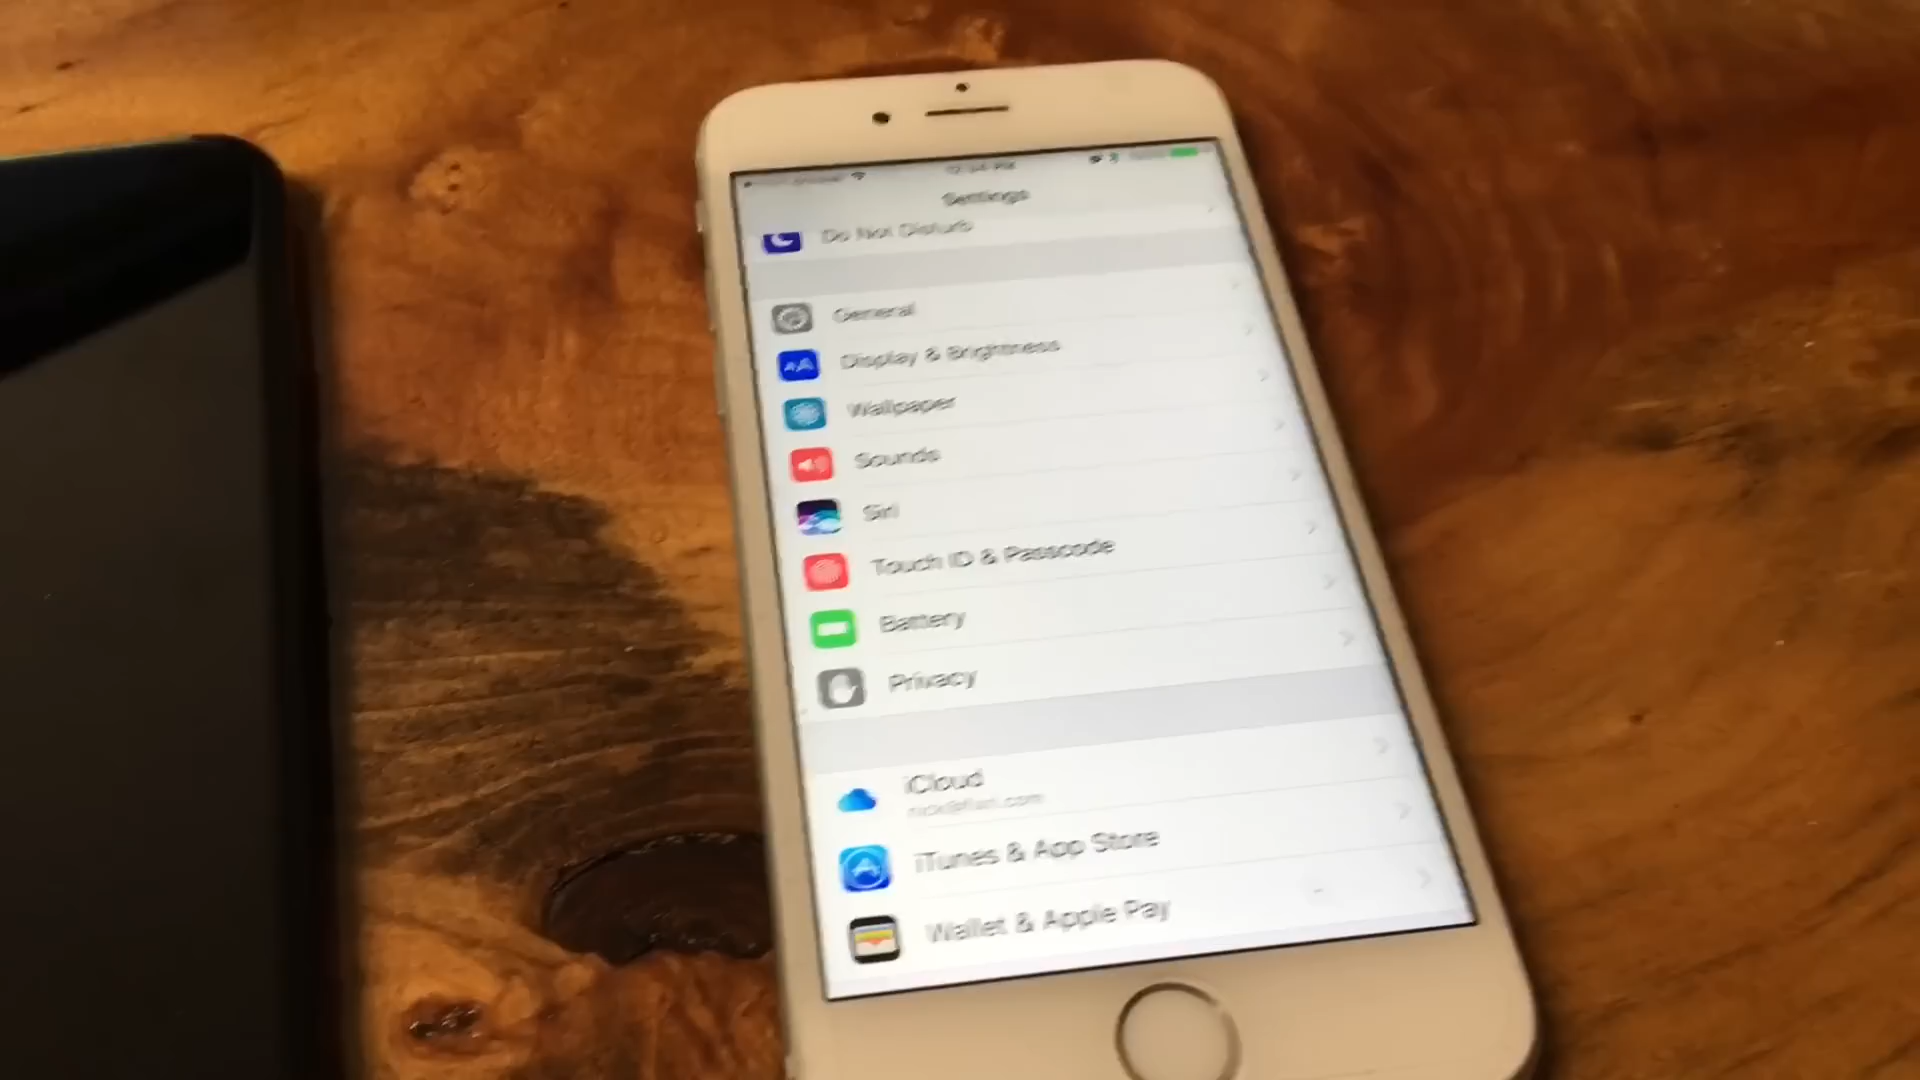 Settings
Do Not Disturb
General
Display & Brightness
Wallpaper
Sounds
Siri
Touch ID & Passcode
Battery
Privacy
iCloud
iTunes & App Store
Wallet & Apple Pay